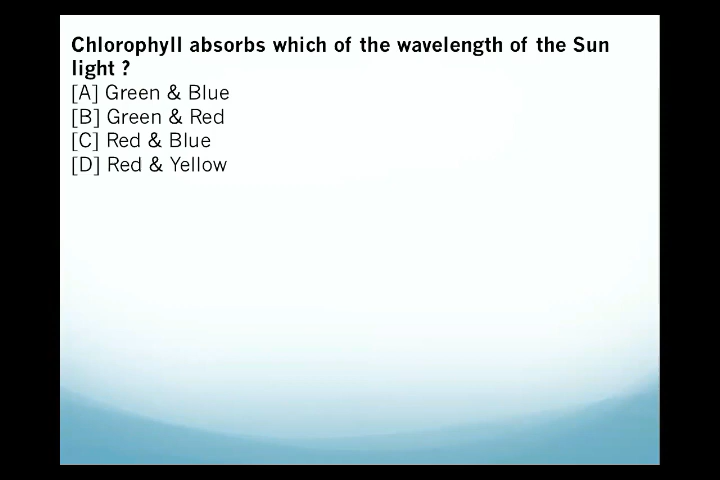 Chlorophyll absorbs which of the wavelength of the Sun
light ?
[A] Green & Blue
[B] Green & Red
[C] Red & Blue
[D] Red & Yellow